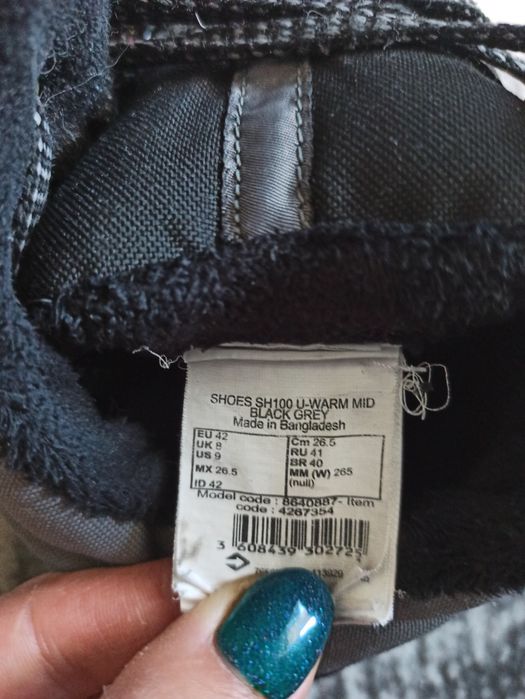 SHOES SH100 U-WARM MID
BLACK GREY
Made in Bangladesh
EU 42
UK 8
US 9
MX 26.5
ID 42
Cm 26.5
RU 41
BR 40
MM (W) 265
(null)
Model code : 8640887- Item
code : 4267354
3 608439 302725